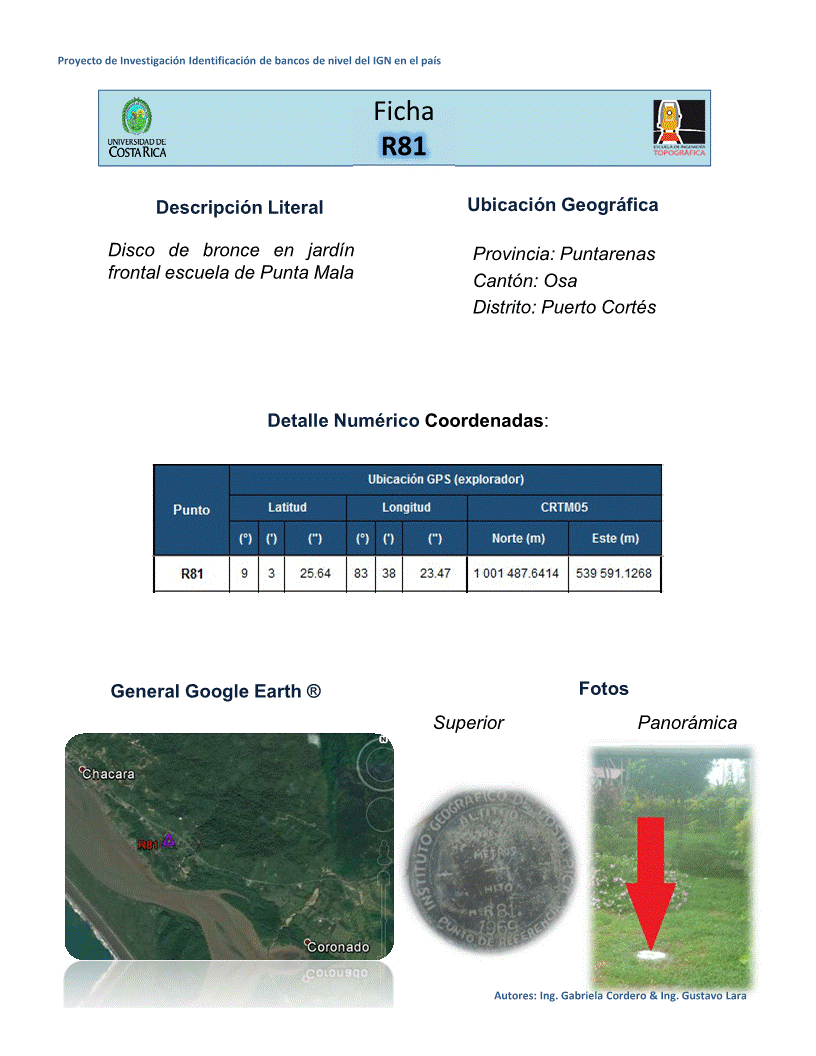 Proyecto de Investigación Identificación de bancos de nivel del IGN en el país
UNIVERSIDAD DE
COSTA RICA
Ficha
R81
ESCUELA DE INGENIERÍA
TOPOGRÁFICA
Descripción Literal
Disco de bronce en jardín
frontal escuela de Punta Mala
Ubicación Geográfica
Provincia: Puntarenas
Cantón: Osa
Distrito: Puerto Cortés
Detalle Numérico Coordenadas:
Punto
Ubicación GPS (explorador)
Latitud Longitud CRTM05
(°) (') (") (°) (') (") Norte (m) Este (m)
R81 9 3 25.64 83 38 23.47 1 001 487.6414 539 591.1268
General Google Earth ®
N
Chacara
R81
Coronado
Fotos
Superior Panorámica
INSTITUTO GEOGRAFICO DE COSTA RICA
ALTITUD
METROS
HITO
R81
1969
PUNTO DE REFERENCIA
Autores: Ing. Gabriela Cordero & Ing. Gustavo Lara